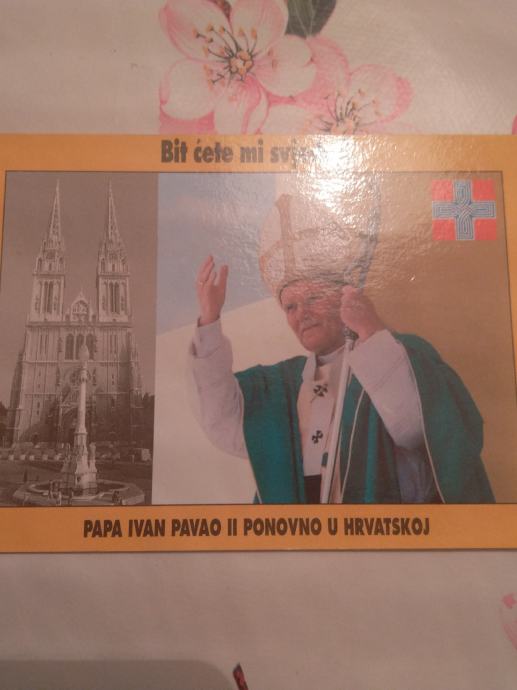 Bit ćete mi
PAPA IVAN PAVAO II PONOVNO U HRVATSKOJ